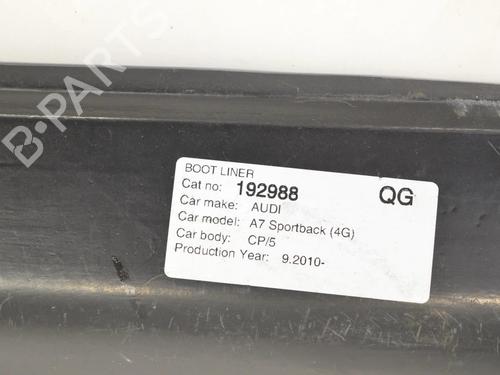 B-PARTS
BOOT LINER
Cat no: 192988 QG
Car make: AUDI
Car model: A7 Sportback (4G)
Car body: CP/5
Production Year: 9.2010-